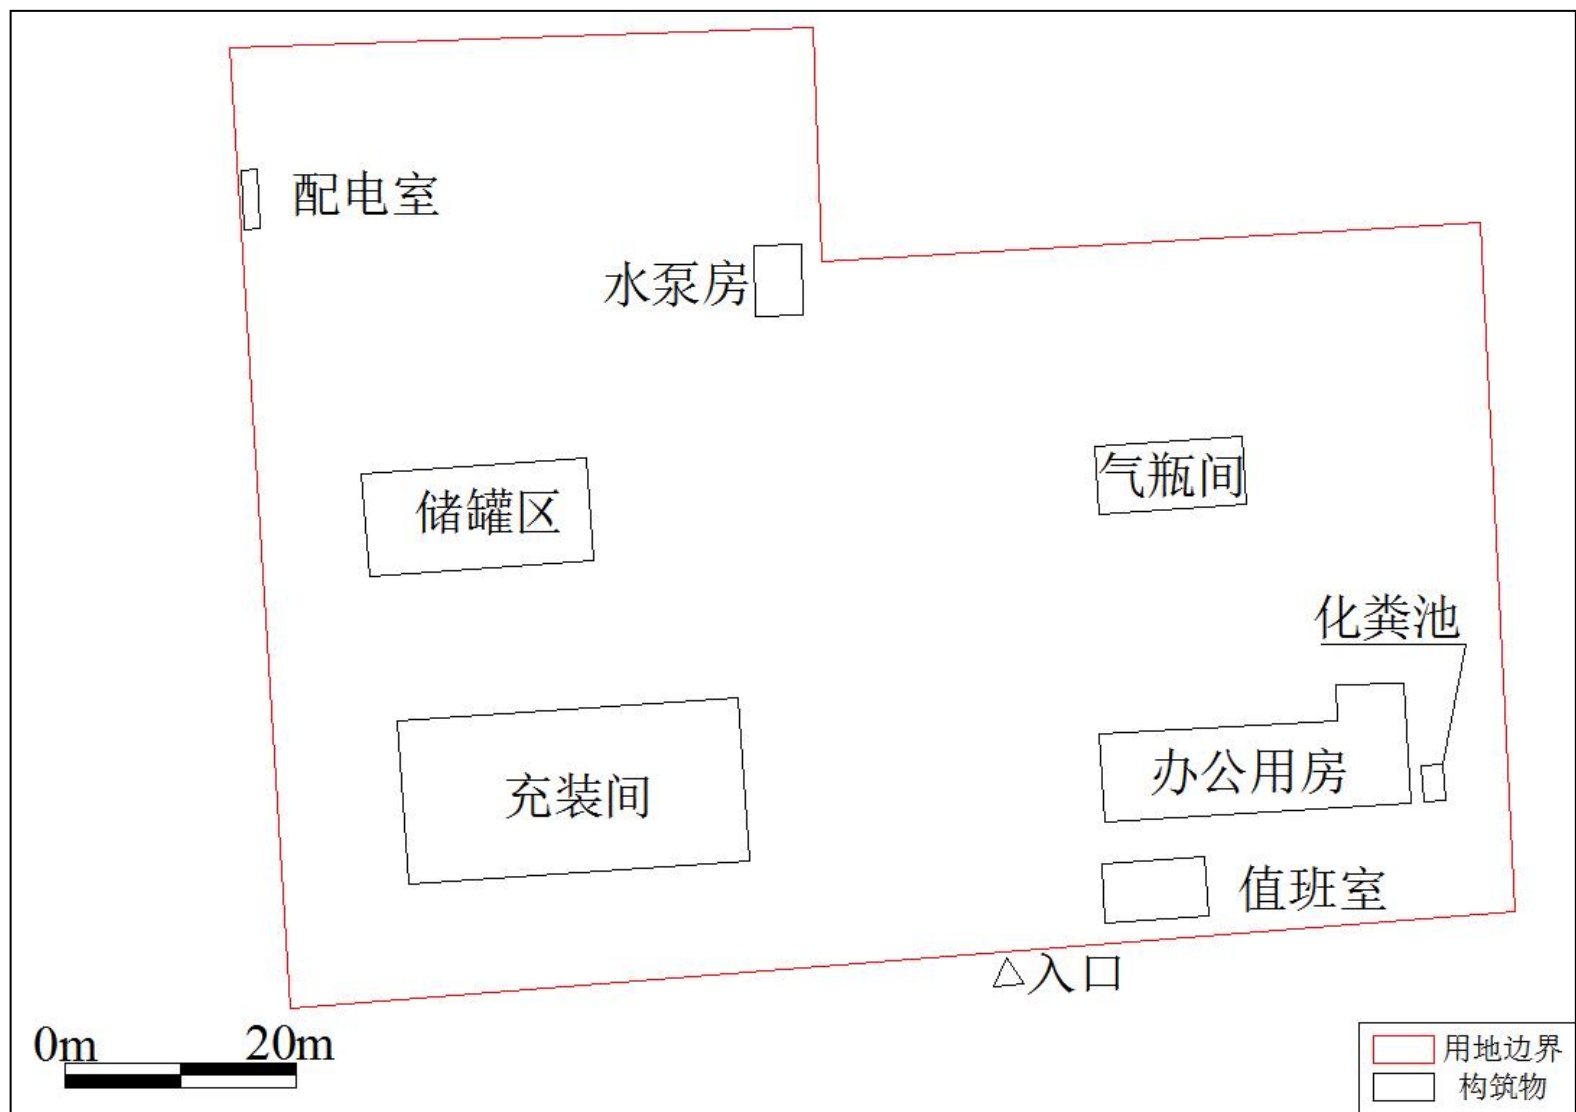 配电室
水泵房
储罐区
气瓶间
化粪池
充装间
办公用房
值班室
入口
0m 20m
用地边界
构筑物